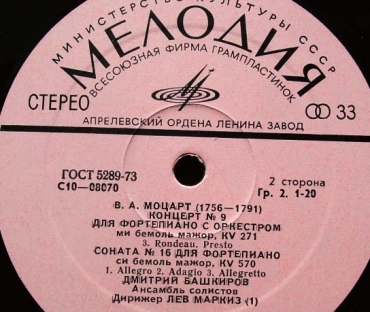 МИНИСТЕРСТВО КУЛЬТУРЫ СССР
МЕЛОДИЯ
ВСЕСОЮЗНАЯ ФИРМА ГРАМПЛАСТИНОК
СТЕРЕО
33
АПРЕЛЕВСКИЙ ОРДЕНА ЛЕНИНА ЗАВОД
ГОСТ 5289-73
С10—08070
2 сторона
Гр. 2. 1-20
В. А. МОЦАРТ (1756—1791)
КОНЦЕРТ № 9
ДЛЯ ФОРТЕПИАНО С ОРКЕСТРОМ
ми бемоль мажор, KV 271
3. Rondeau. Presto
СОНАТА № 16 ДЛЯ ФОРТЕПИАНО
си бемоль мажор, KV 570
1. Allegro 2. Adagio 3. Allegretto
ДМИТРИЙ БАШКИРОВ
Ансамбль солистов
Дирижер ЛЕВ МАРКИЗ (1)